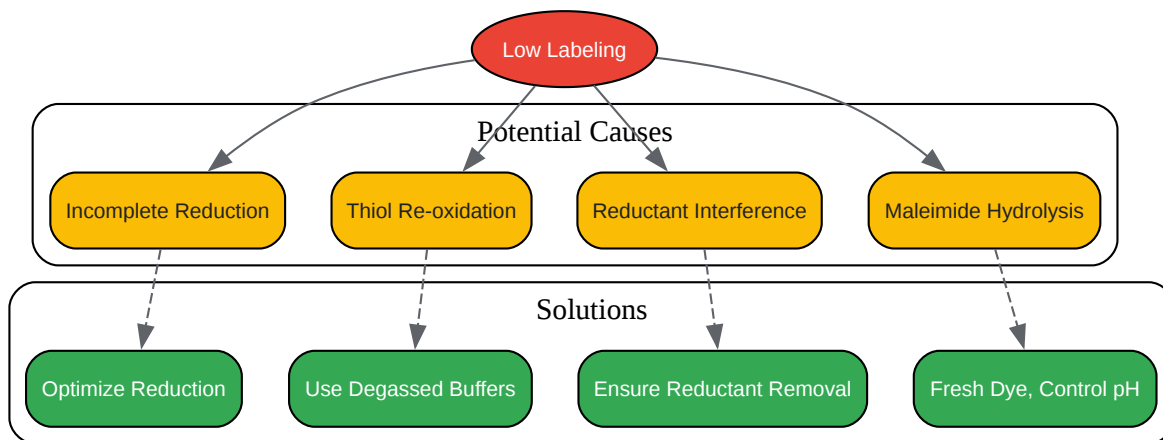 Low Labeling
Potential Causes
Incomplete Reduction
Thiol Re-oxidation
Reductant Interference
Maleimide Hydrolysis
Solutions
Optimize Reduction
Use Degassed Buffers
Ensure Reductant Removal
Fresh Dye, Control pH